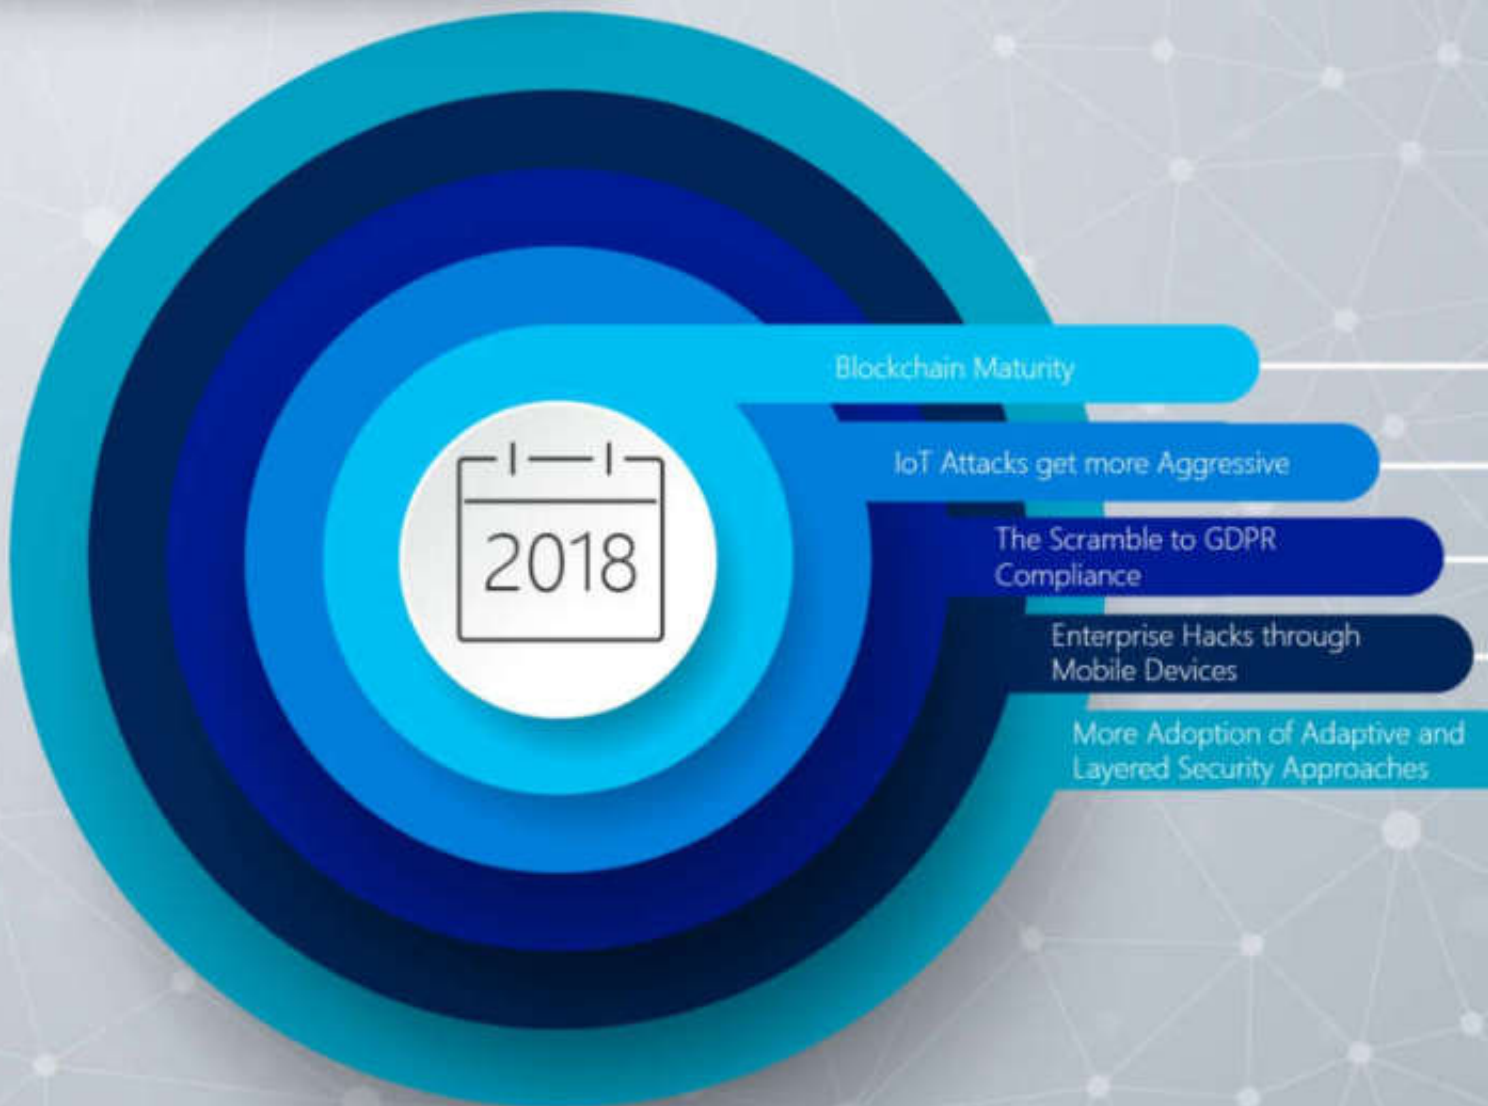 2018
Blockchain Maturity
IoT Attacks get more Aggressive
The Scramble to GDPR
Compliance
Enterprise Hacks through
Mobile Devices
More Adoption of Adaptive and
Layered Security Approaches